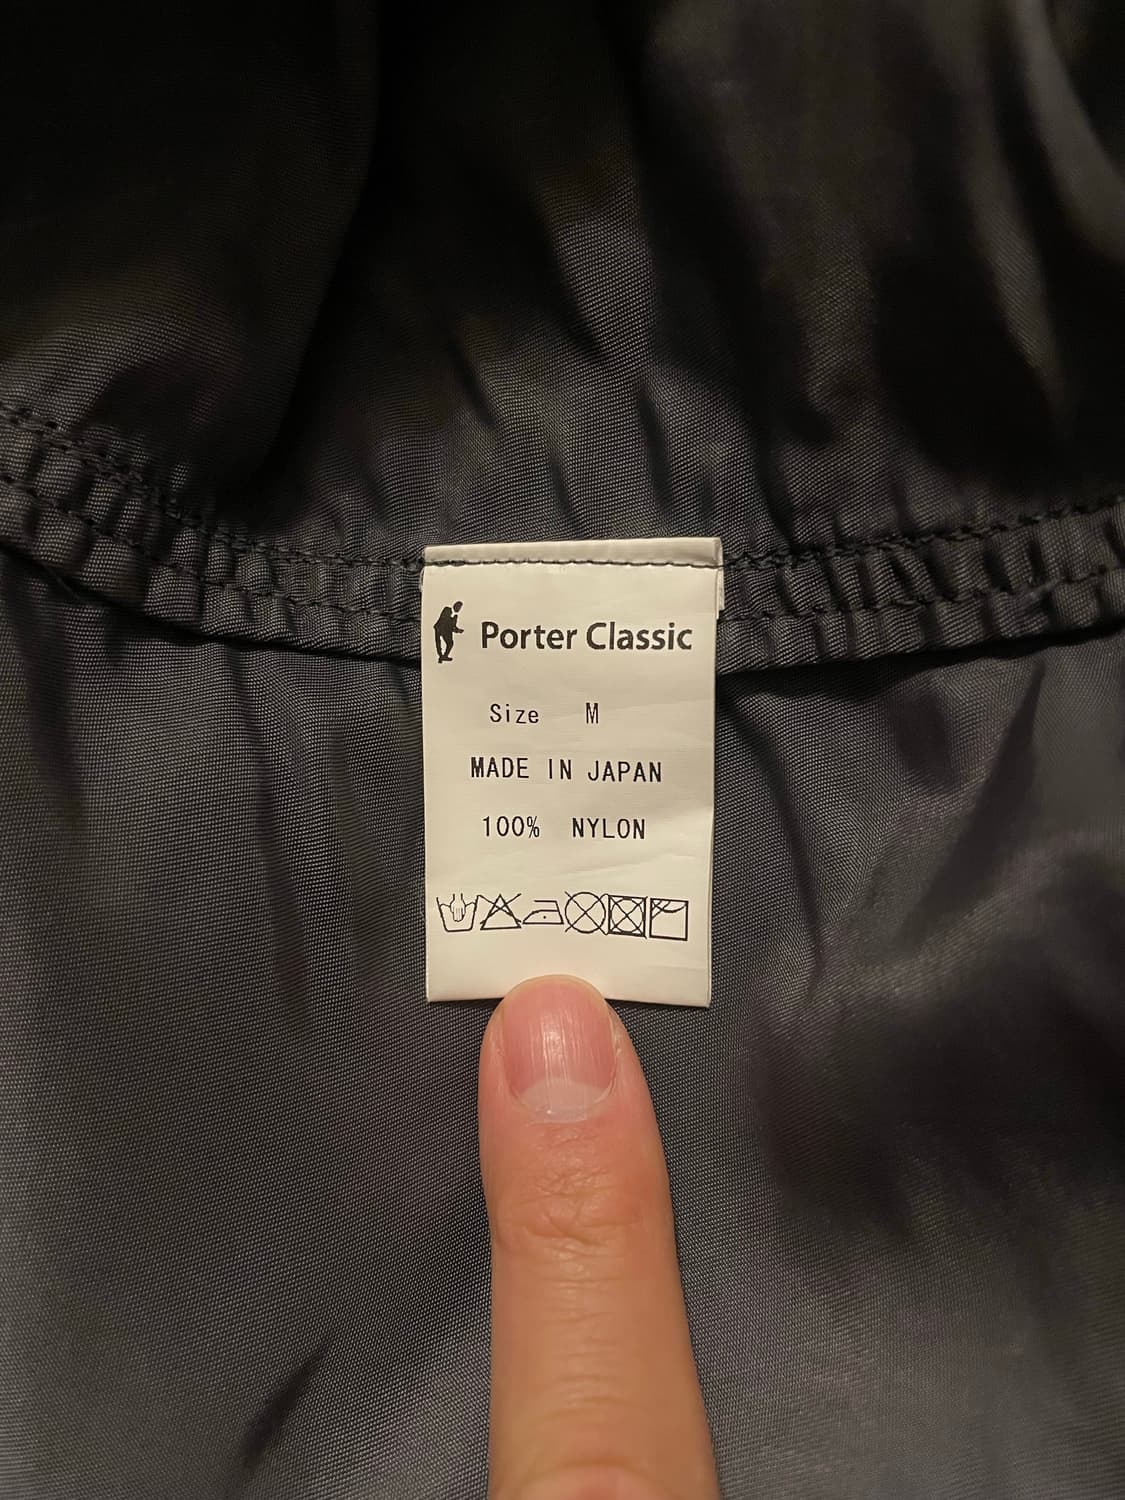 Porter Classic
Size M
MADE IN JAPAN
100% NYLON